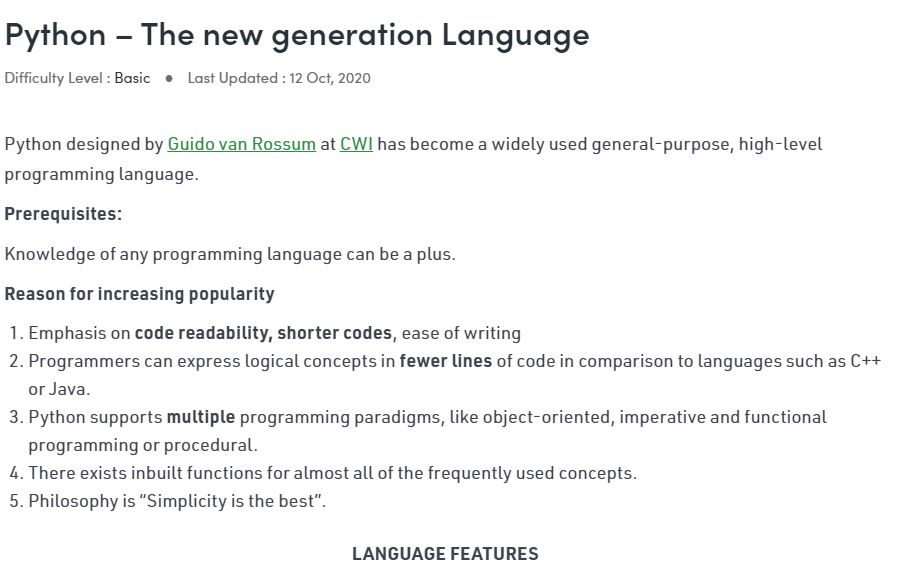 Python – The new generation Language
Difficulty Level : Basic ● Last Updated : 12 Oct, 2020
Python designed by Guido van Rossum at CWI has become a widely used general-purpose, high-level
programming language.
Prerequisites:
Knowledge of any programming language can be a plus.
Reason for increasing popularity
1. Emphasis on code readability, shorter codes, ease of writing
2. Programmers can express logical concepts in fewer lines of code in comparison to languages such as C++
or Java.
3. Python supports multiple programming paradigms, like object-oriented, imperative and functional
programming or procedural.
4. There exists inbuilt functions for almost all of the frequently used concepts.
5. Philosophy is “Simplicity is the best”.
LANGUAGE FEATURES